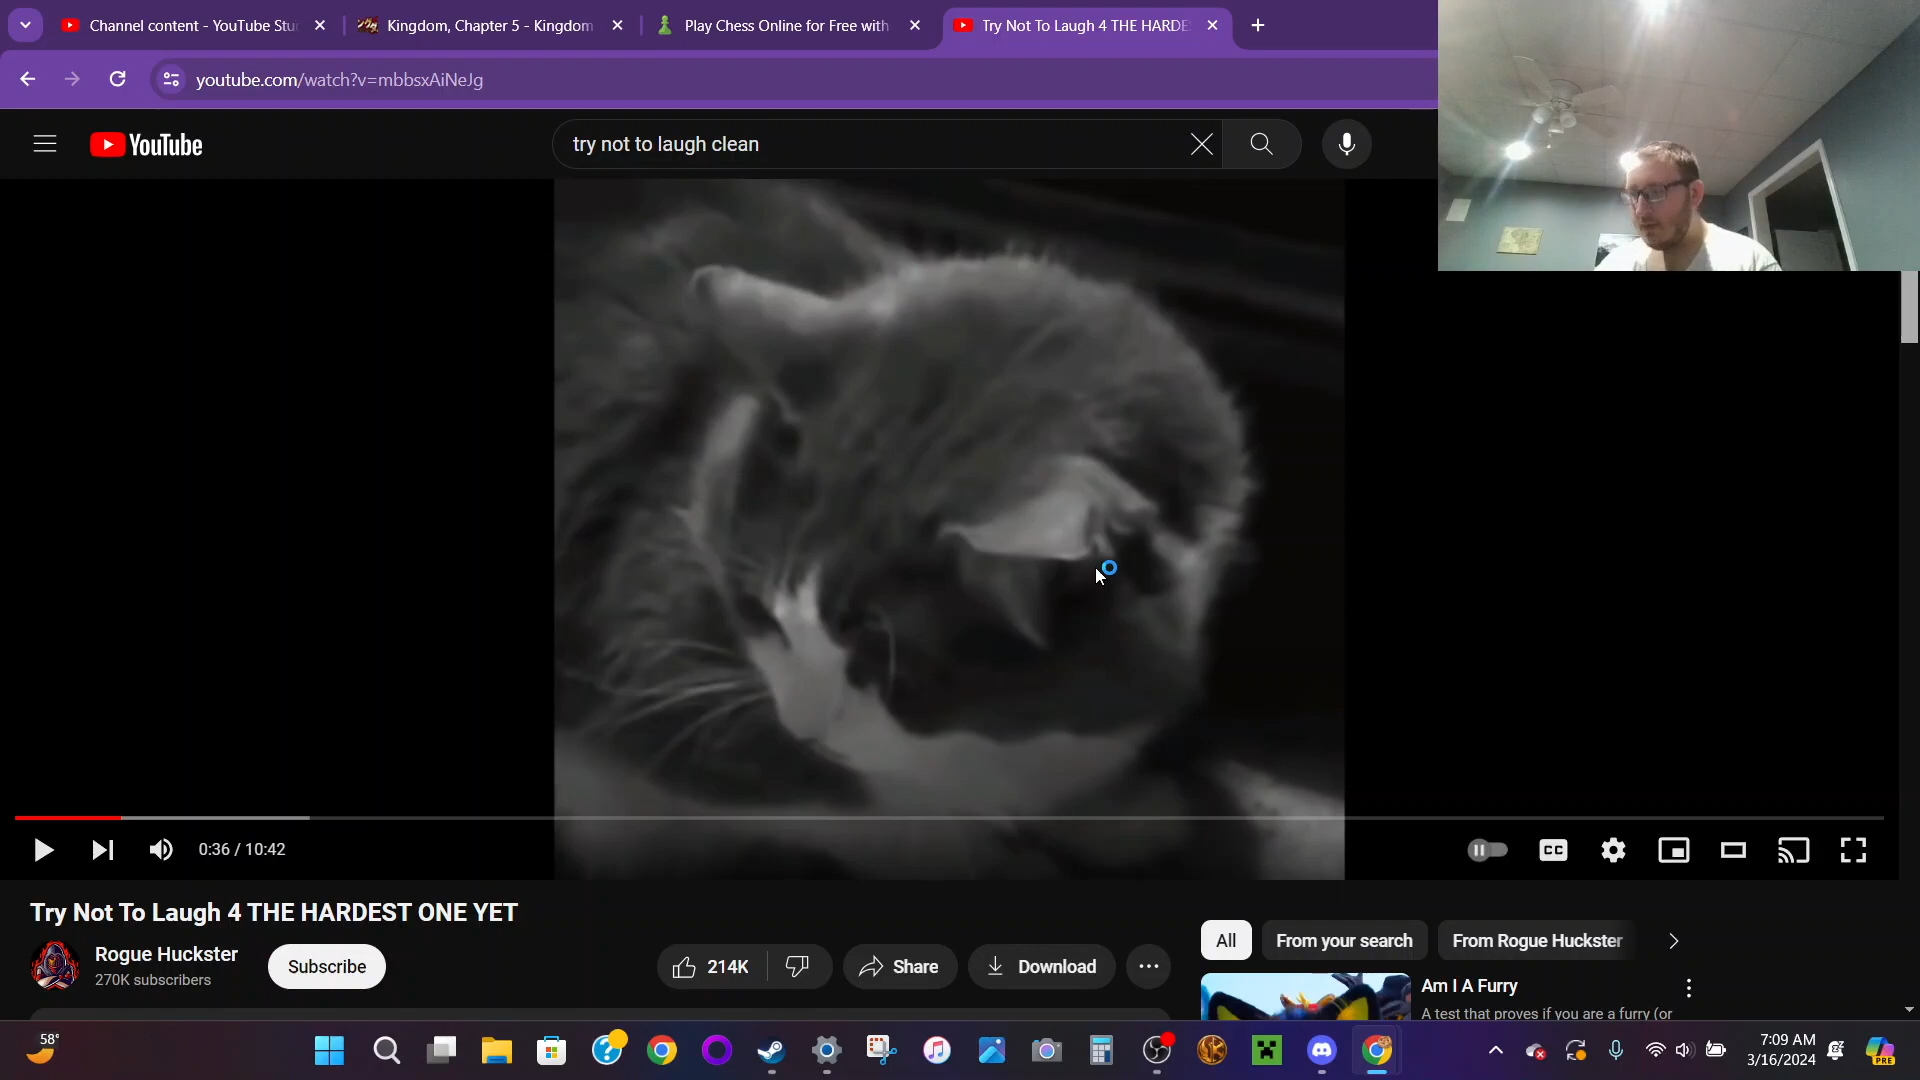 Channel content - YouTube Stu
Kingdom, Chapter 5 - Kingdom
Play Chess Online for Free with
Try Not To Laugh 4 THE HARDE
youtube.com/watch?v=mbbsxAiNeJg
YouTube
try not to laugh clean
0:36 / 10:42
CC
Try Not To Laugh 4 THE HARDEST ONE YET
Rogue Huckster
270K subscribers
Subscribe
214K
Share
Download
All
From your search
From Rogue Huckster
Am I A Furry
A test that proves if you are a furry (or
58°
7:09 AM
3/16/2024
PRE